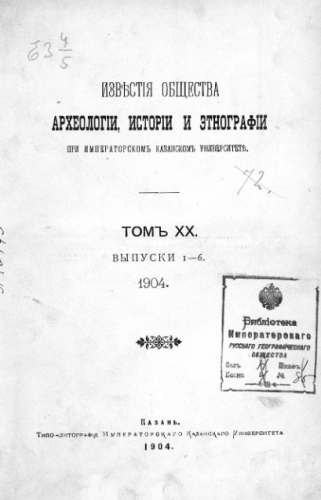 63 4/5
ИЗВѢСТІЯ ОБЩЕСТВА
АРХЕОЛОГІИ, ИСТОРІИ И ЭТНОГРАФІИ
ПРИ ИМПЕРАТОРСКОМЪ КАЗАНСКОМЪ УНИВЕРСИТЕТѢ.
ТОМЪ XX.
ВЫПУСКИ 1—6.
1904.
Библіотека
Императорскаго
РУССКАГО ГЕОГРАФИЧЕСКАГО
ОБЩЕСТВА
Казань.
Типо-литографія Императорскаго Казанскаго Университета
1904.